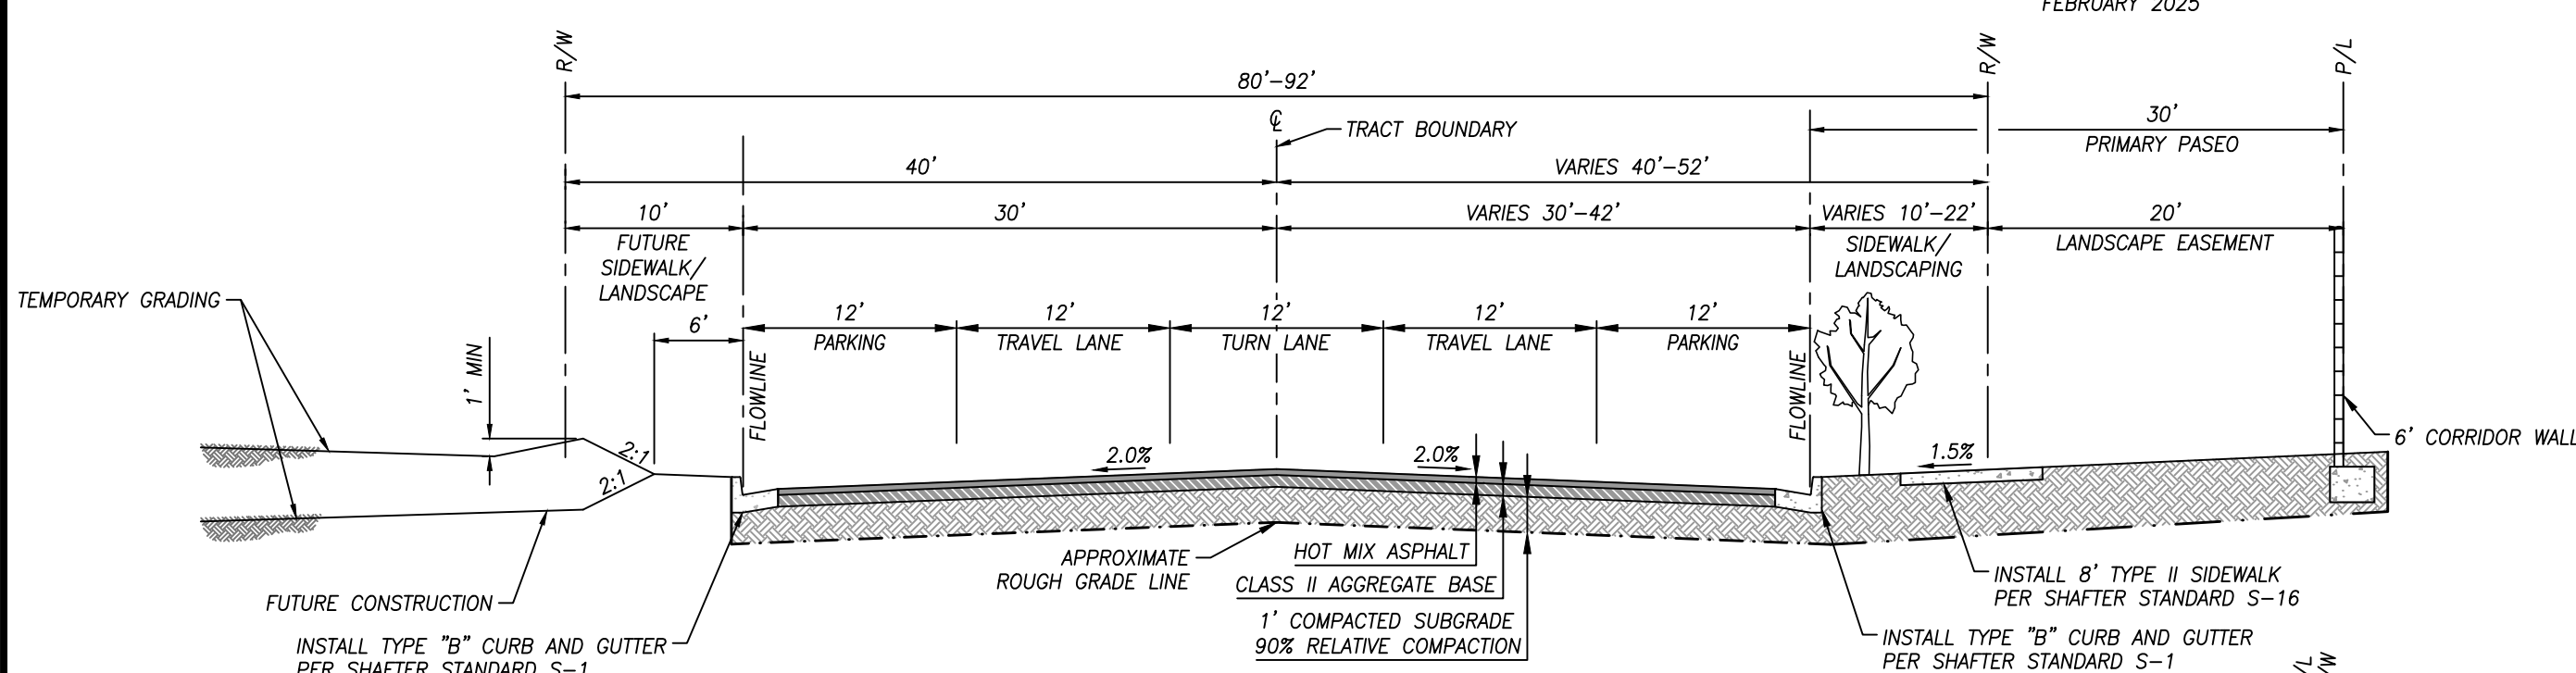 FEBRUARY 2025
R/W
R/W
P/L
80'-92'
℄
TRACT BOUNDARY
30'
PRIMARY PASEO
40'
VARIES 40'-52'
10'
30'
VARIES 30'-42'
VARIES 10'-22'
20'
FUTURE
SIDEWALK/
LANDSCAPE
SIDEWALK/
LANDSCAPING
LANDSCAPE EASEMENT
TEMPORARY GRADING
6'
12'
PARKING
12'
TRAVEL LANE
12'
TURN LANE
12'
TRAVEL LANE
12'
PARKING
1' MIN
FLOWLINE
FLOWLINE
2:1
2:1
2.0%
2.0%
1.5%
6' CORRIDOR WALL
APPROXIMATE
ROUGH GRADE LINE
HOT MIX ASPHALT
CLASS II AGGREGATE BASE
1' COMPACTED SUBGRADE
90% RELATIVE COMPACTION
FUTURE CONSTRUCTION
INSTALL TYPE "B" CURB AND GUTTER
PER SHAFTER STANDARD S-1
INSTALL 8' TYPE II SIDEWALK
PER SHAFTER STANDARD S-16
INSTALL TYPE "B" CURB AND GUTTER
PER SHAFTER STANDARD S-1
/L
/W